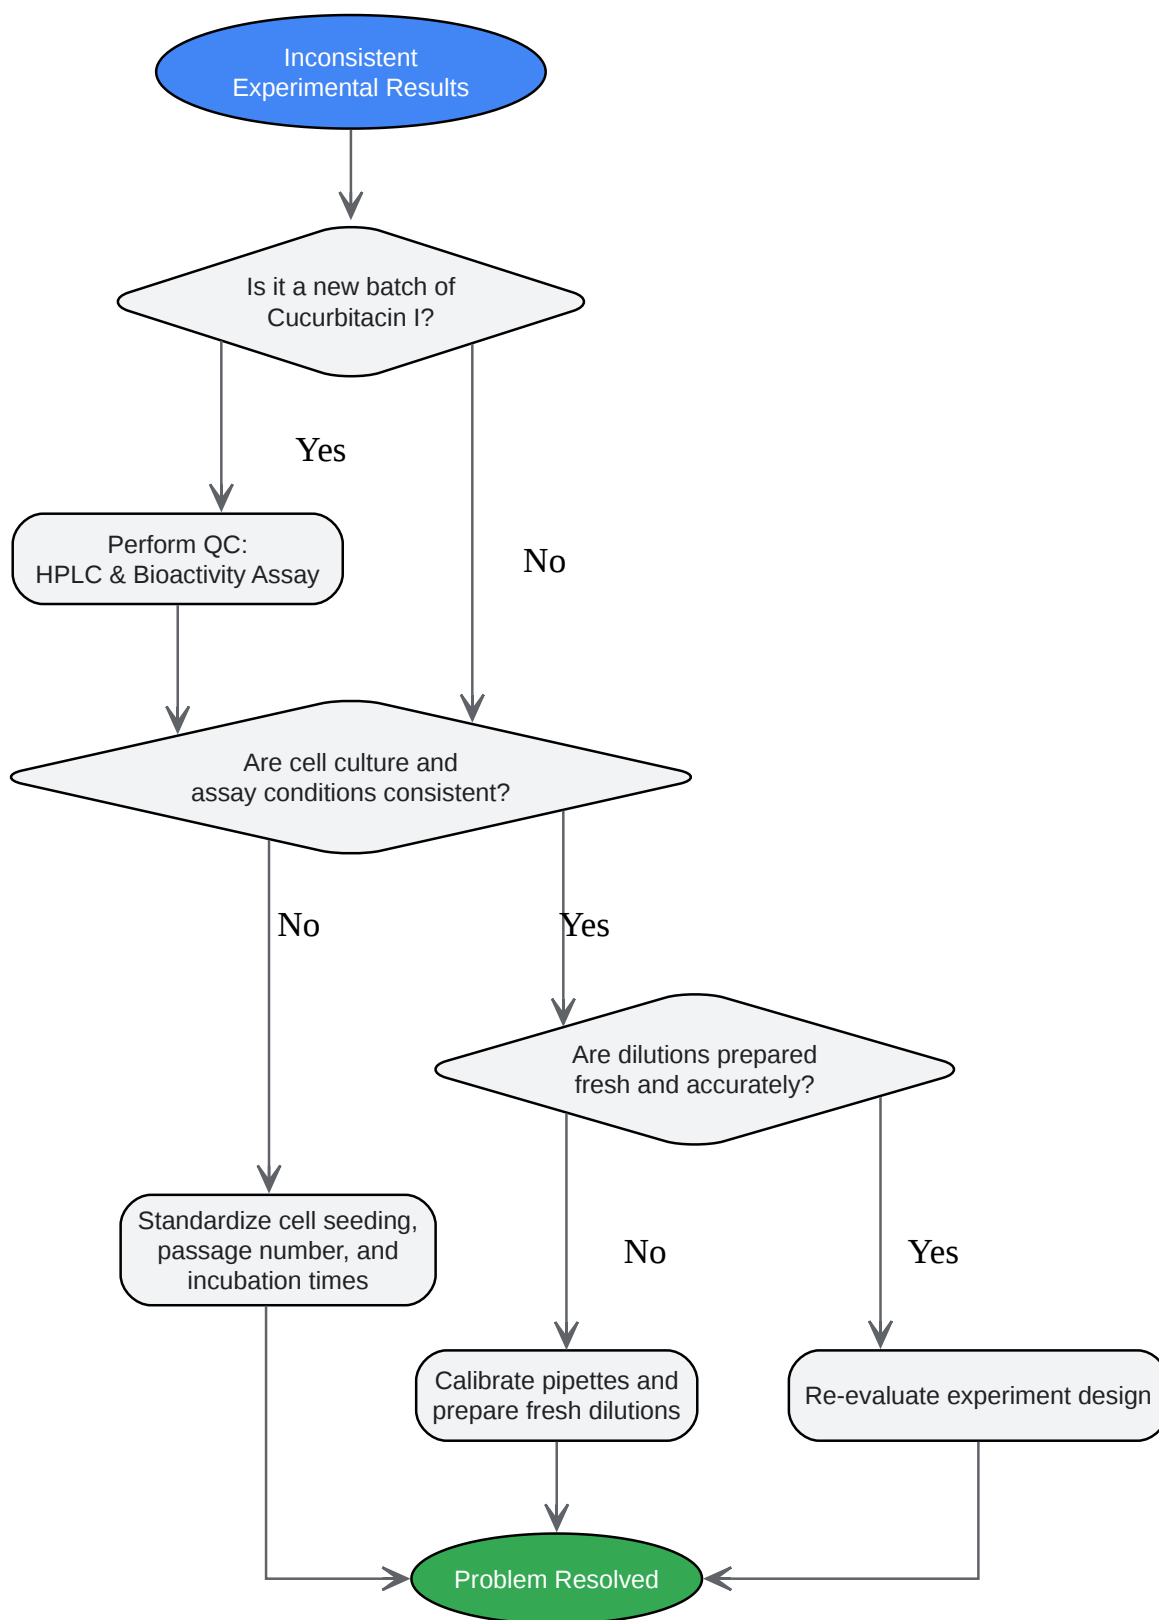 Inconsistent
Experimental Results
Is it a new batch of
Cucurbitacin I?
Yes
Perform QC:
HPLC & Bioactivity Assay
No
Are cell culture and
assay conditions consistent?
No
Yes
Are dilutions prepared
fresh and accurately?
Standardize cell seeding,
passage number, and
incubation times
No
Yes
Calibrate pipettes and
prepare fresh dilutions
Re-evaluate experiment design
Problem Resolved